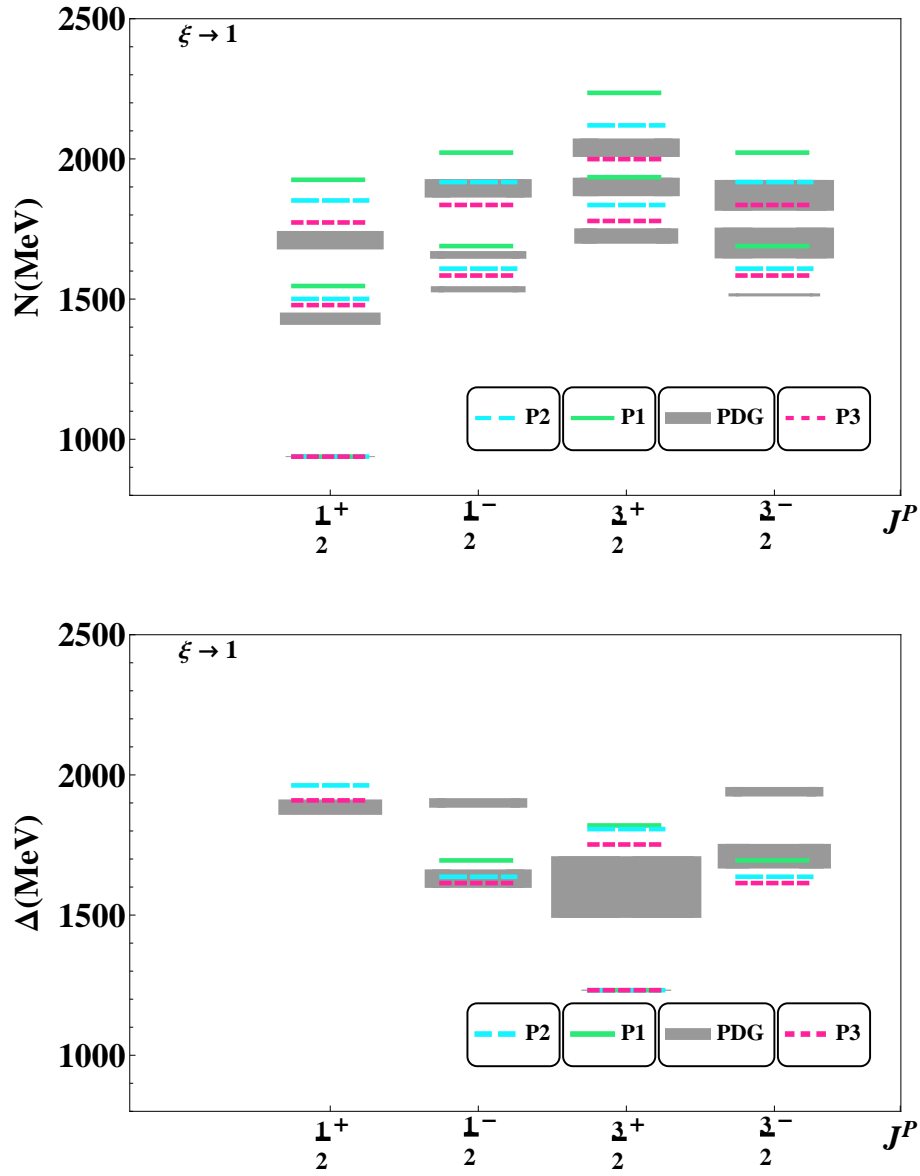 2500
ξ → 1
2000
1500
1000
N(MeV)
P2 P1 PDG P3
1/2+ 1/2− 3/2+ 3/2− J^P
2500
ξ → 1
2000
1500
1000
Δ(MeV)
P2 P1 PDG P3
1/2+ 1/2− 3/2+ 3/2− J^P